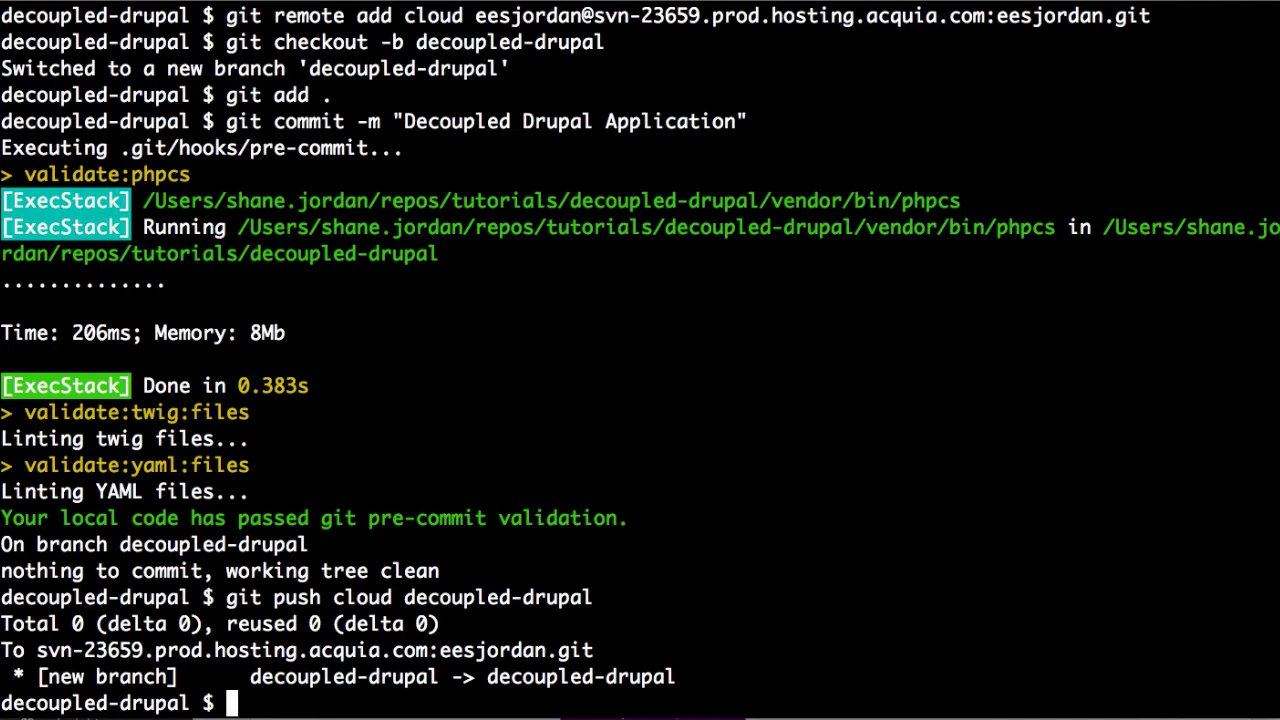 decoupled-drupal $ git remote add cloud eesjordan@svn-23659.prod.hosting.acquia.com:eesjordan.git
decoupled-drupal $ git checkout -b decoupled-drupal
Switched to a new branch 'decoupled-drupal'
decoupled-drupal $ git add .
decoupled-drupal $ git commit -m "Decoupled Drupal Application"
Executing .git/hooks/pre-commit...
> validate:phpcs
[ExecStack] /Users/shane.jordan/repos/tutorials/decoupled-drupal/vendor/bin/phpcs
[ExecStack] Running /Users/shane.jordan/repos/tutorials/decoupled-drupal/vendor/bin/phpcs in /Users/shane.jo
rdan/repos/tutorials/decoupled-drupal
..............
Time: 206ms; Memory: 8Mb
[ExecStack] Done in 0.383s
> validate:twig:files
Linting twig files...
> validate:yaml:files
Linting YAML files...
Your local code has passed git pre-commit validation.
On branch decoupled-drupal
nothing to commit, working tree clean
decoupled-drupal $ git push cloud decoupled-drupal
Total 0 (delta 0), reused 0 (delta 0)
To svn-23659.prod.hosting.acquia.com:eesjordan.git
 * [new branch]      decoupled-drupal -> decoupled-drupal
decoupled-drupal $